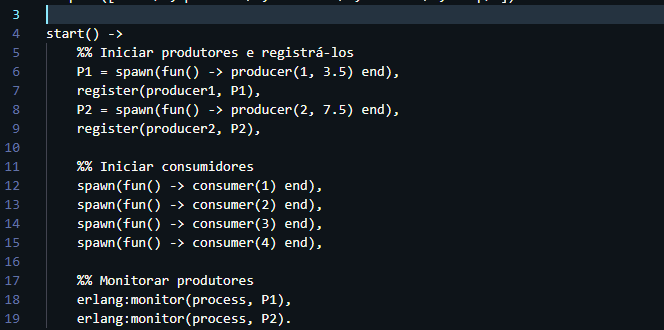 3
4 start() ->
5 %% Iniciar produtores e registrá-los
6 P1 = spawn(fun() -> producer(1, 3.5) end),
7 register(producer1, P1),
8 P2 = spawn(fun() -> producer(2, 7.5) end),
9 register(producer2, P2),
10
11 %% Iniciar consumidores
12 spawn(fun() -> consumer(1) end),
13 spawn(fun() -> consumer(2) end),
14 spawn(fun() -> consumer(3) end),
15 spawn(fun() -> consumer(4) end),
16
17 %% Monitorar produtores
18 erlang:monitor(process, P1),
19 erlang:monitor(process, P2).